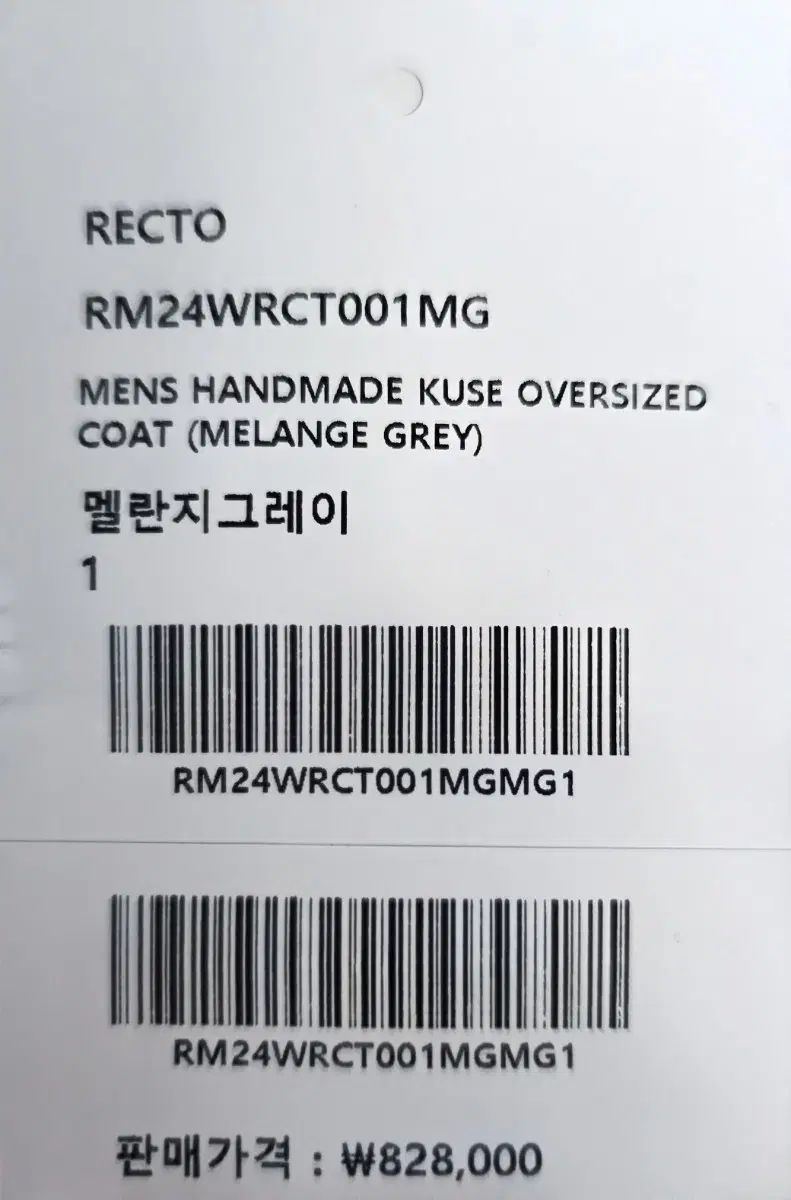 RECTO
RM24WRCT001MG
MENS HANDMADE KUSE OVERSIZED
COAT (MELANGE GREY)
멜란지그레이
1
RM24WRCT001MGMG1
RM24WRCT001MGMG1
판매가격 : ₩828,000